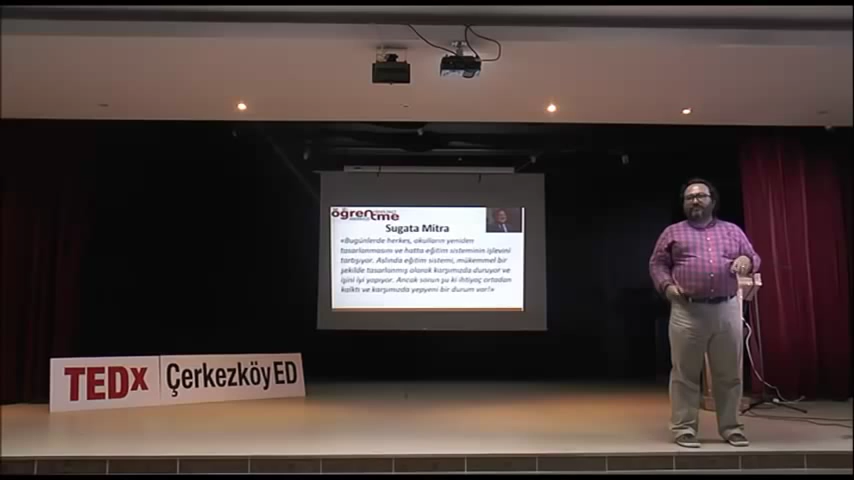 öğrentme
Sugata Mitra
«Bugünlerde herkes, okulların yeniden
tasarlanmasını ve hatta eğitim sisteminin işlevini
tartışıyor. Aslında eğitim sistemi, mükemmel bir
şekilde tasarlanmış olarak karşımızda duruyor ve
işini iyi yapıyor. Ancak sorun şu ki ihtiyaç ortadan
kalktı ve karşımızda yepyeni bir durum var!»
TEDx
ÇerkezköyED